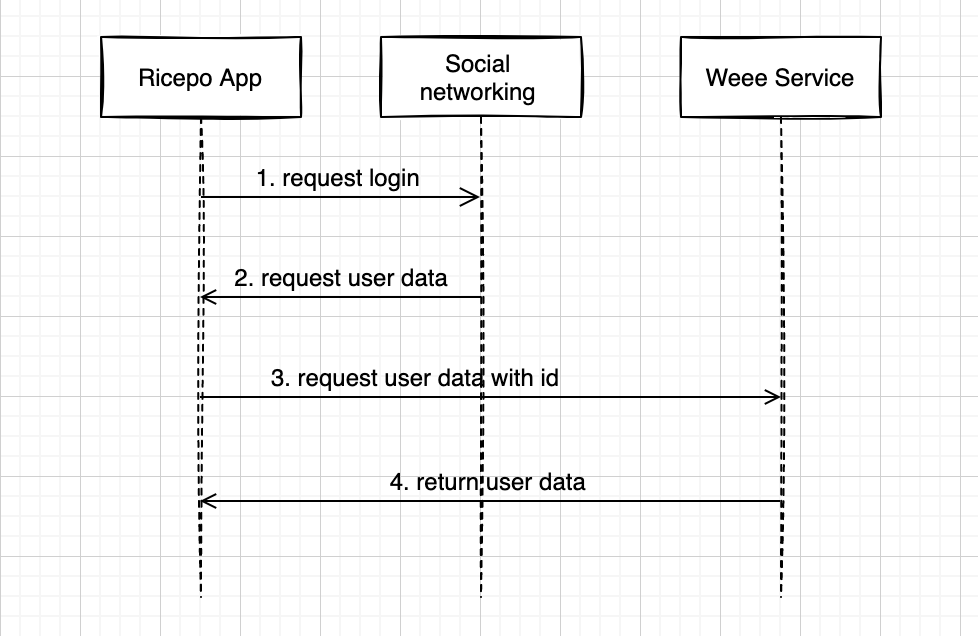 Ricepo App
Social
networking
Weee Service
1. request login
2. request user data
3. request user data with id
4. return user data